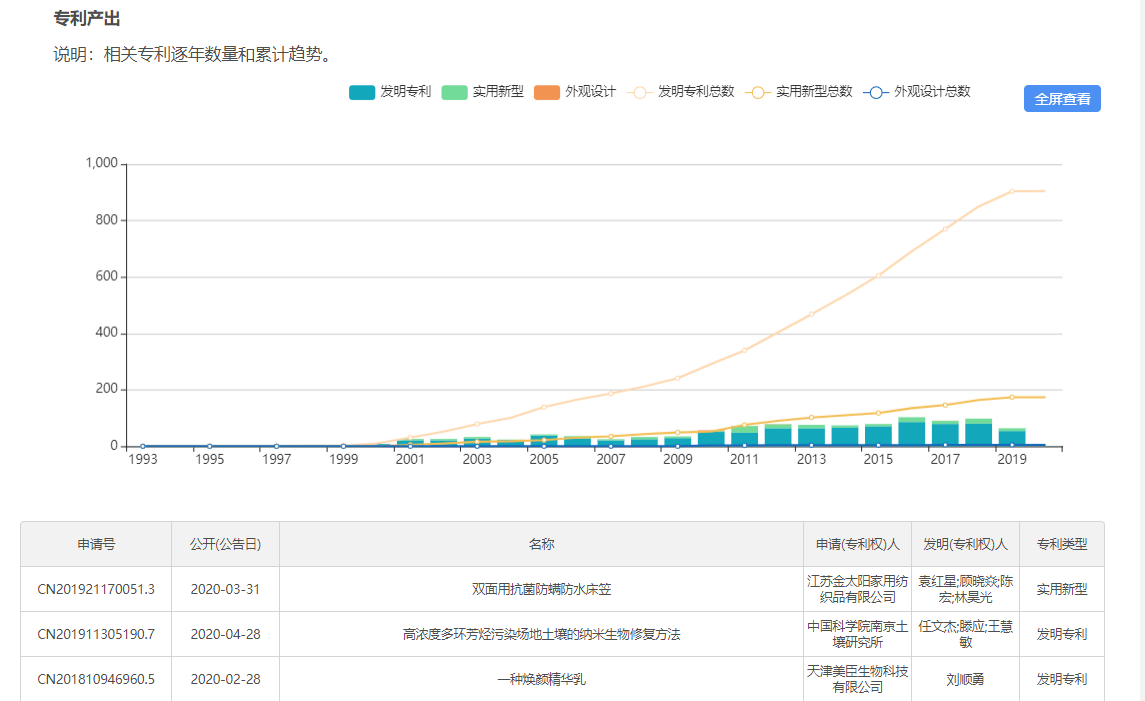 专利产出
说明：相关专利逐年数量和累计趋势。
发明专利 实用新型 外观设计 发明专利总数 实用新型总数 外观设计总数
全屏查看
1,000
800
600
400
200
0
1993 1995 1997 1999 2001 2003 2005 2007 2009 2011 2013 2015 2017 2019
申请号 公开(公告日) 名称 申请(专利权)人 发明(专利权)人 专利类型
CN201921170051.3 2020-03-31 双面用抗菌防螨防水床笠 江苏金太阳家用纺 袁红星;顾晓焱;陈 实用新型
织品有限公司 宏;林昊光
CN201911305190.7 2020-04-28 高浓度多环芳烃污染场地土壤的纳米生物修复方法 中国科学院南京土 任文杰;滕应;王慧 发明专利
壤研究所 敏
CN201810946960.5 2020-02-28 一种焕颜精华乳 天津美臣生物科技 刘顺勇 发明专利
有限公司